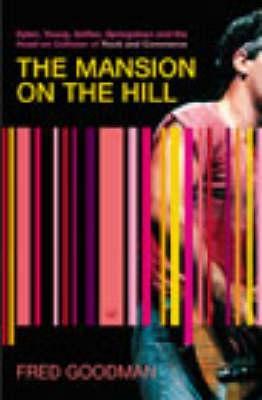 Dylan, Young, Geffen, Springsteen and the
Head-on Collision of Rock and Commerce
THE MANSION
ON THE HILL
FRED GOODMAN